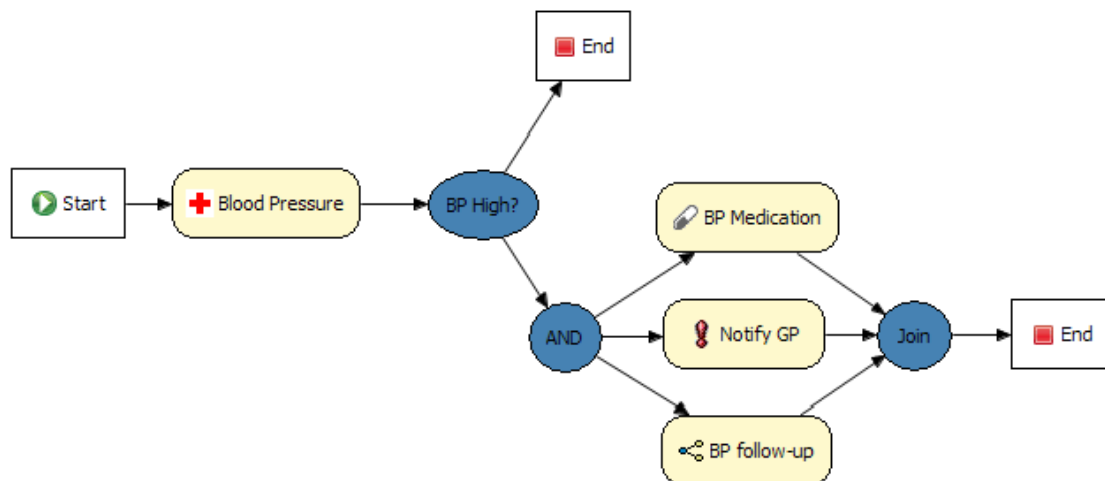 End
Start
Blood Pressure
BP High?
BP Medication
AND
Notify GP
Join
End
BP follow-up